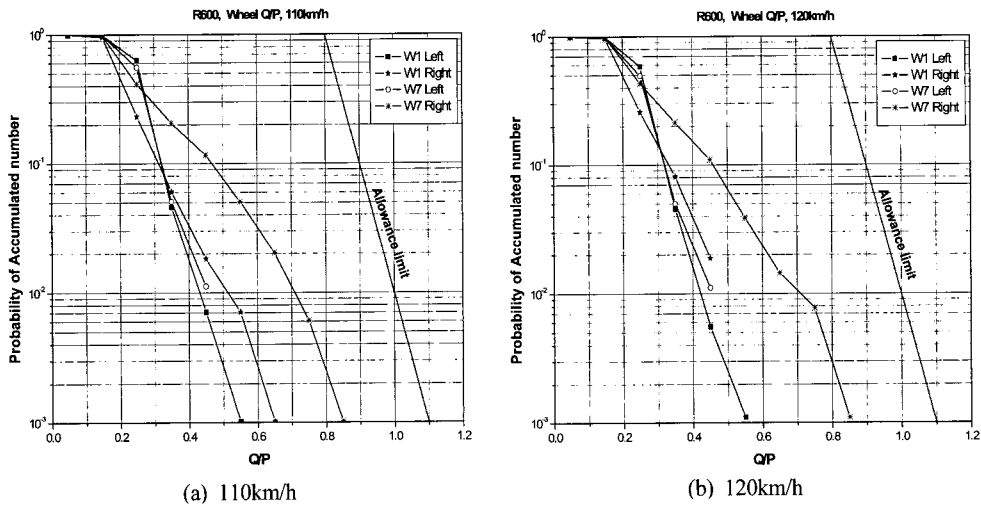 R600, Wheel Q/P, 110km/h
W1 Left
W1 Right
W7 Left
W7 Right
Allowance limit
Probability of Accumulated number
10⁰
10⁻¹
10⁻²
10⁻³
0.0 0.2 0.4 0.6 0.8 1.0 1.2
Q/P
(a) 110km/h
R600, Wheel Q/P, 120km/h
W1 Left
W1 Right
W7 Left
W7 Right
Allowance limit
Probability of Accumulated number
10⁰
10⁻¹
10⁻²
10⁻³
0.0 0.2 0.4 0.6 0.8 1.0 1.2
Q/P
(b) 120km/h